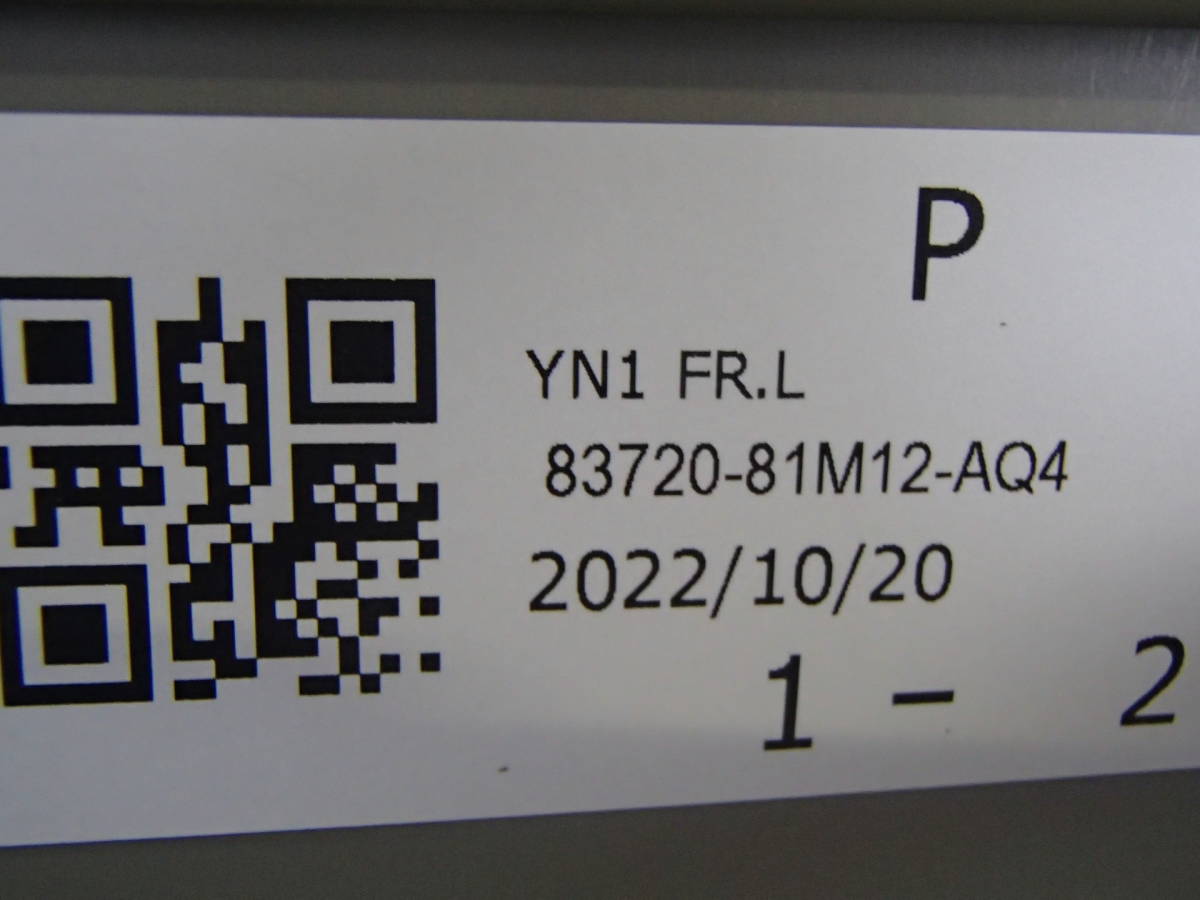 P
YN1 FR.L
83720-81M12-AQ4
2022/10/20
1 - 2